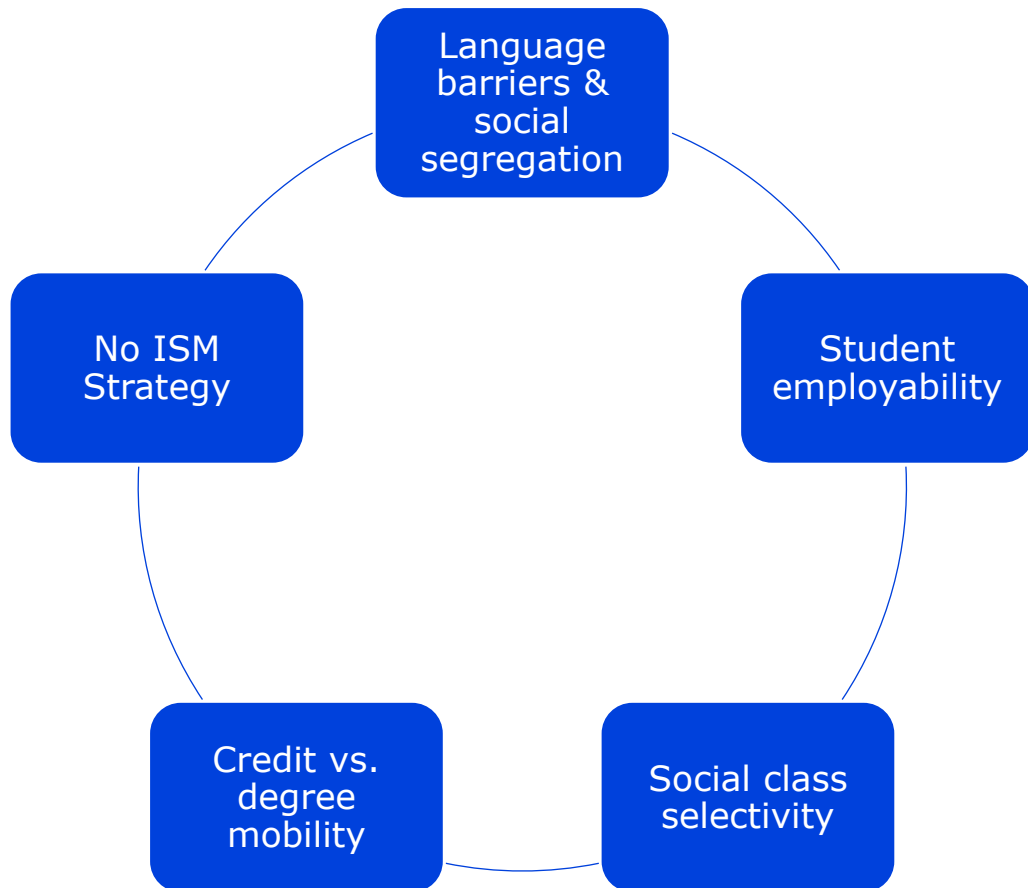 Language
barriers &
social
segregation
Student
employability
Social class
selectivity
Credit vs.
degree
mobility
No ISM
Strategy